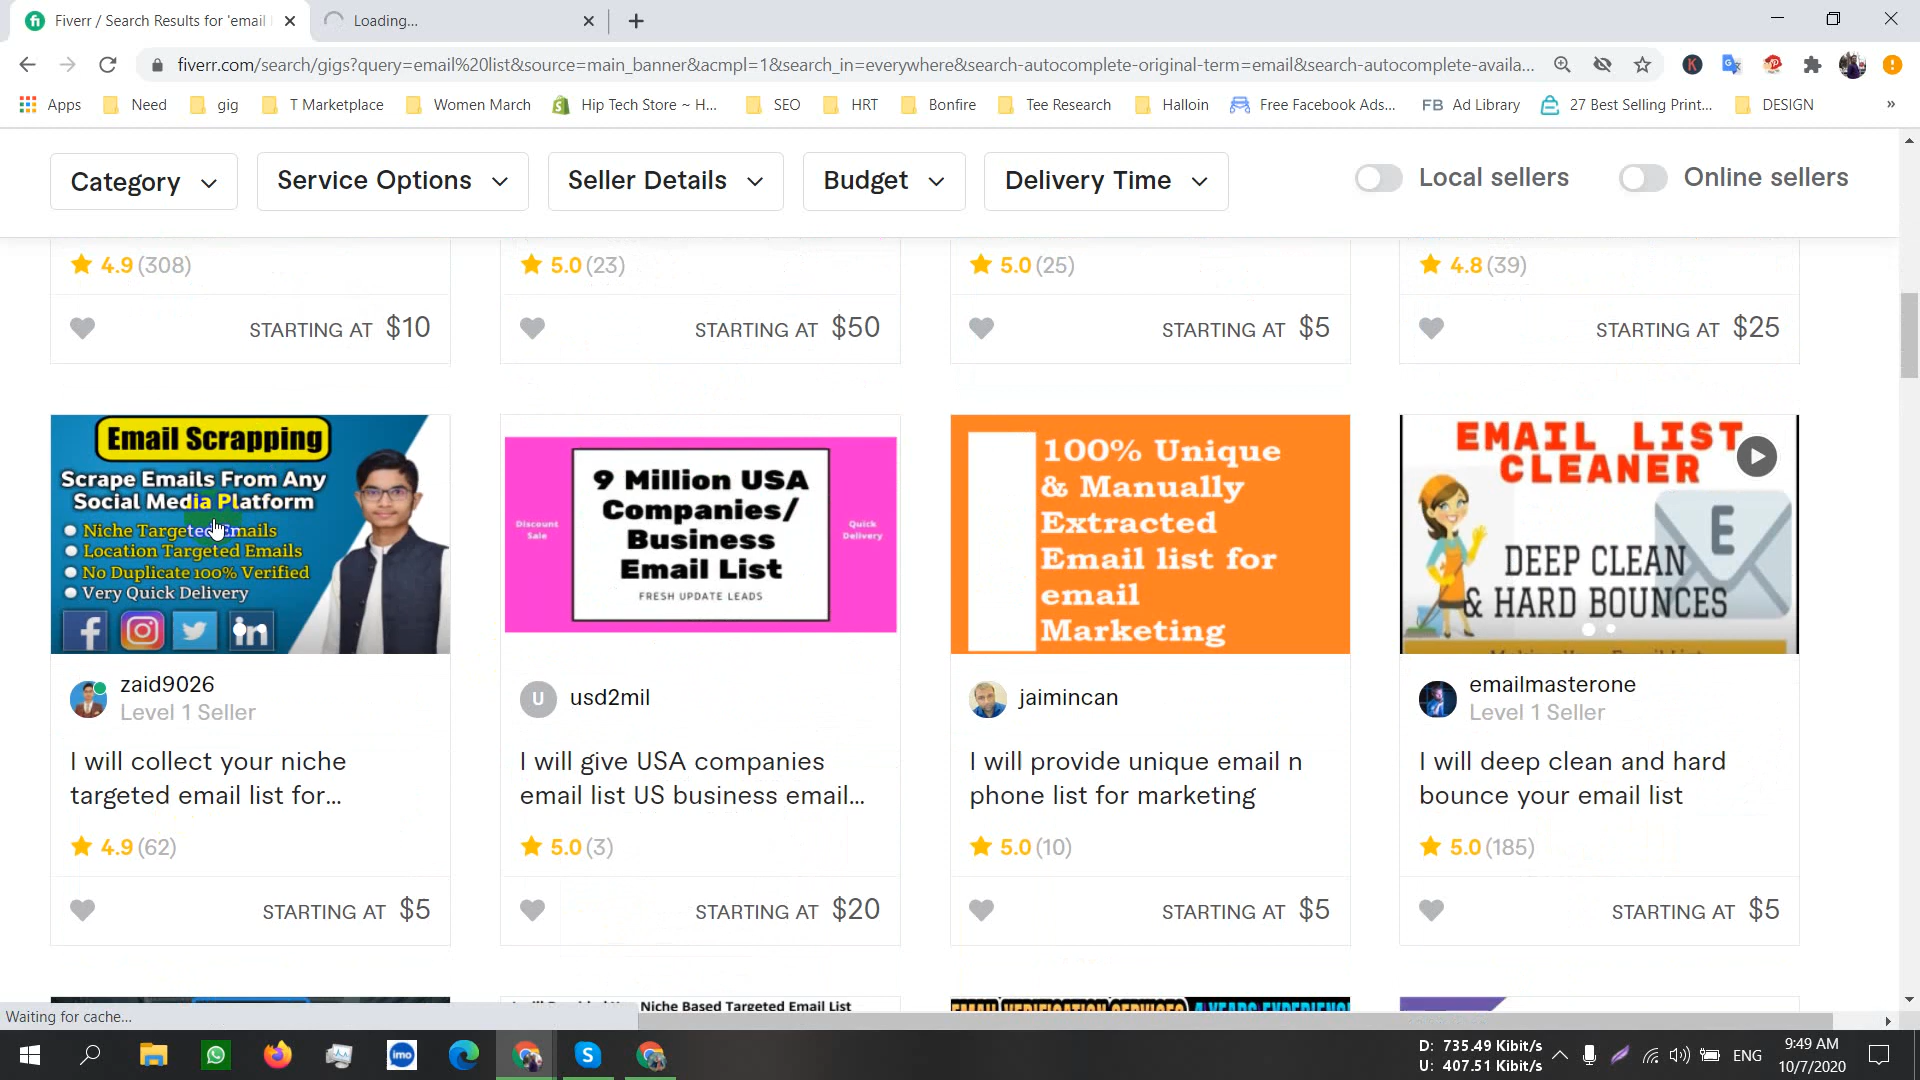 Fiverr / Search Results for 'email
Loading...
fiverr.com/search/gigs?query=email%20list&source=main_banner&acmpl=1&search_in=everywhere&search-autocomplete-original-term=email&search-autocomplete-availa...
Apps Need gig T Marketplace Women March Hip Tech Store ~ H... SEO HRT Bonfire Tee Research Halloin Free Facebook Ads... FB Ad Library 27 Best Selling Print... DESIGN »
Category Service Options Seller Details Budget Delivery Time Local sellers Online sellers
4.9 (308) 5.0 (23) 5.0 (25) 4.8 (39)
STARTING AT $10 STARTING AT $50 STARTING AT $5 STARTING AT $25
Email Scrapping
Scrape Emails From Any
Social Media Platform
Niche Targeted Emails
Location Targeted Emails
No Duplicate 100% Verified
Very Quick Delivery
f in
zaid9026
Level 1 Seller
I will collect your niche
targeted email list for...
4.9 (62)
STARTING AT $5
Discount
Sale
9 Million USA
Companies/
Business
Email List
FRESH UPDATE LEADS
Quick
Delivery
U usd2mil
I will give USA companies
email list US business email...
5.0 (3)
STARTING AT $20
100% Unique
& Manually
Extracted
Email list for
email
Marketing
jaimincan
I will provide unique email n
phone list for marketing
5.0 (10)
STARTING AT $5
EMAIL LIST
CLEANER
E
DEEP CLEAN
& HARD BOUNCES
emailmasterone
Level 1 Seller
I will deep clean and hard
bounce your email list
5.0 (185)
STARTING AT $5
Niche Based Targeted Email List
EMAIL VERIFICATION SERVICES 4 YEARS EXPERIENC
Waiting for cache...
imo
D: 735.49 Kibit/s
U: 407.51 Kibit/s
ENG
9:49 AM
10/7/2020